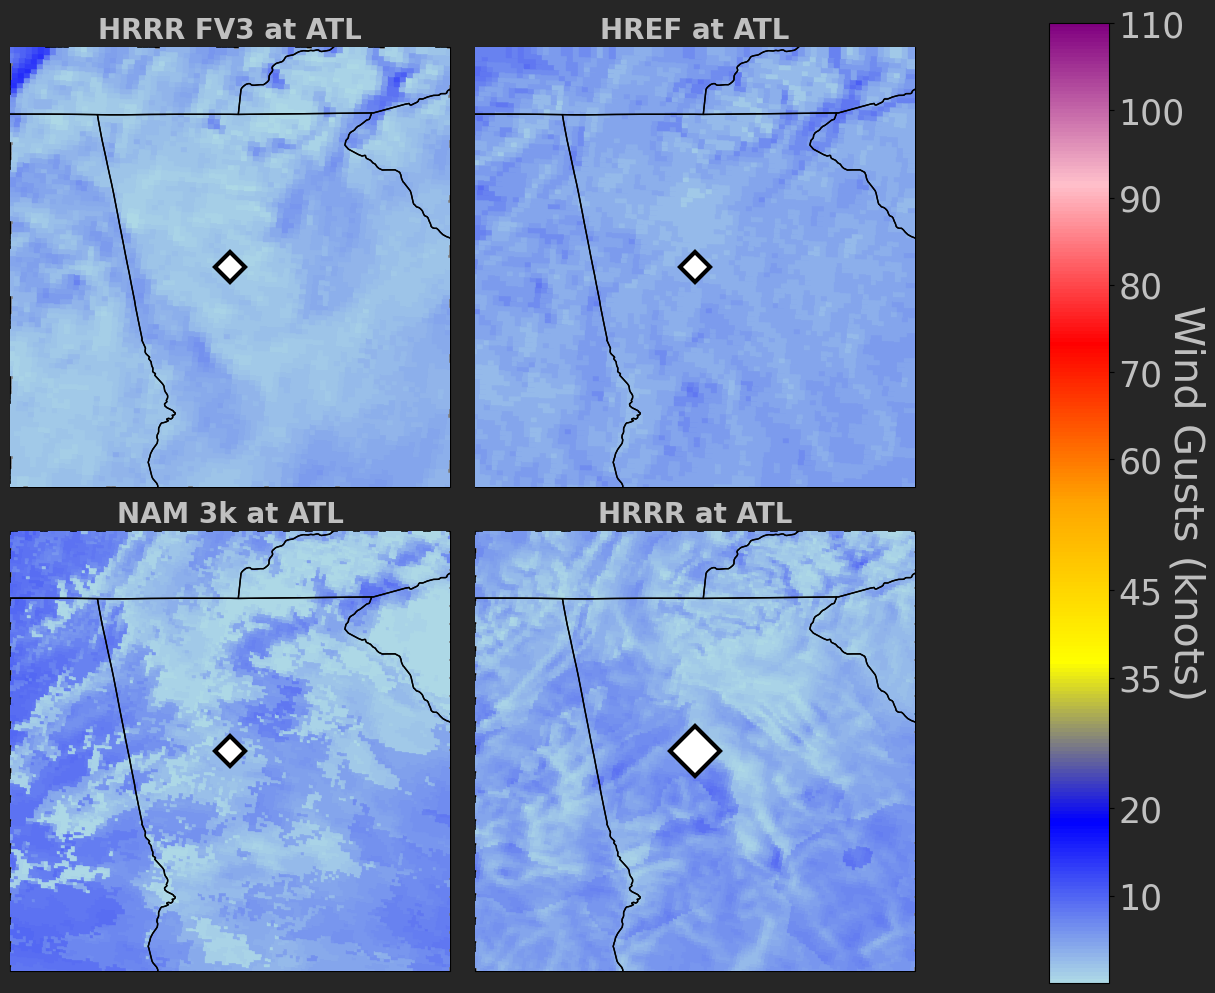 HRRR FV3 at ATL
HREF at ATL
NAM 3k at ATL
HRRR at ATL
110
100
90
80
70
60
45
35
20
10
Wind Gusts (knots)